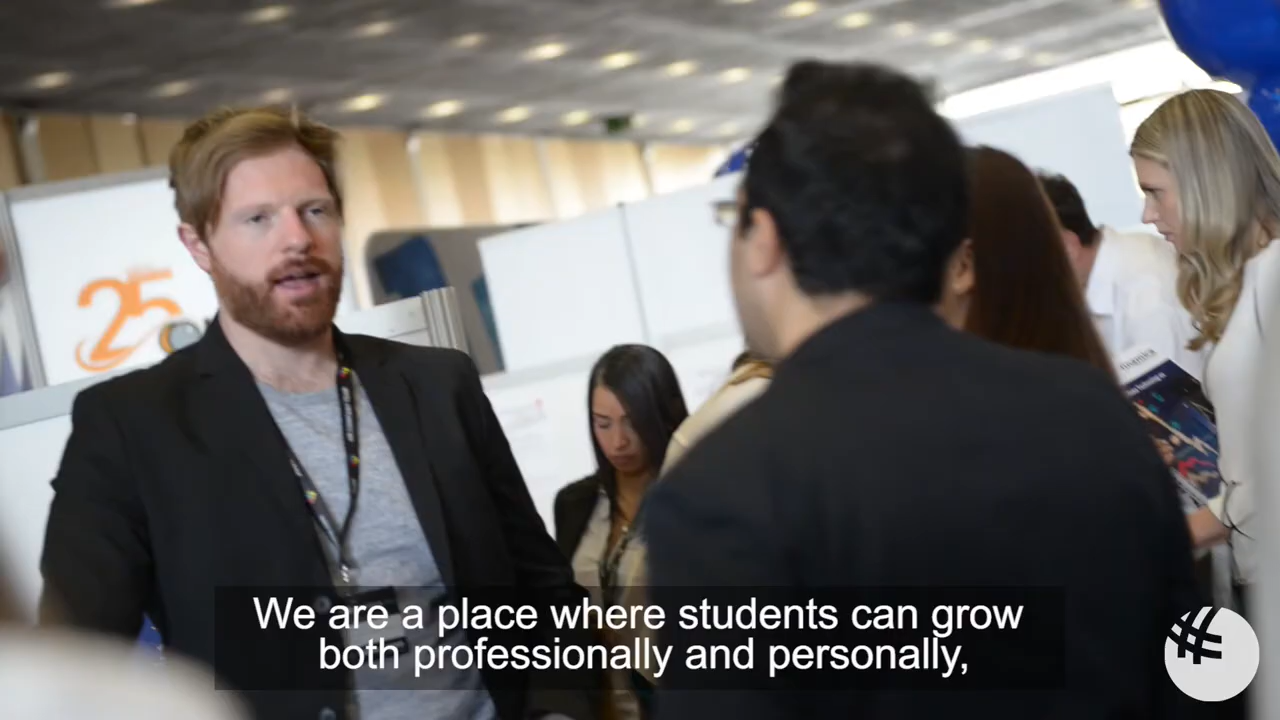 25
We are a place where students can grow
both professionally and personally,